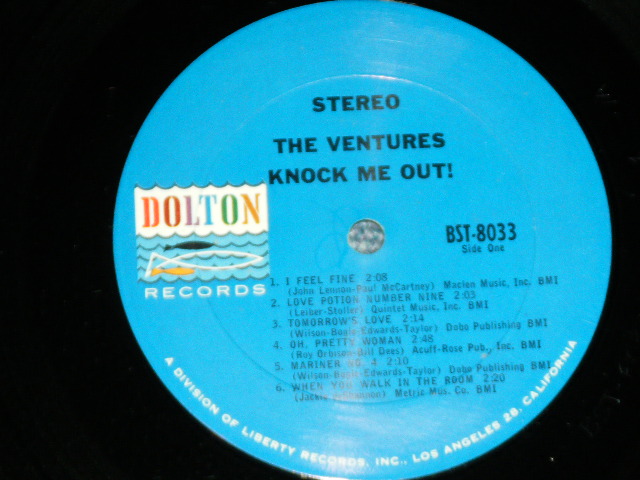 STEREO
THE VENTURES
KNOCK ME OUT!
DOLTON
RECORDS
BST-8033
Side One
1. I FEEL FINE 2:08
(John Lennon-Paul McCartney) Maclen Music, Inc. BMI
2. LOVE POTION NUMBER NINE 2:03
(Leiber-Stoller) Quintet Music, Inc. BMI
3. TOMORROW'S LOVE 2:14
(Wilson-Bogle-Edwards-Taylor) Dobo Publishing BMI
4. OH, PRETTY WOMAN 2:48
(Roy Orbison-Bill Dees) Acuff-Rose Pub., Inc. BMI
5. MARINER NO. 4 2:10
(Wilson-Bogle-Edwards-Taylor) Dobo Publishing BMI
6. WHEN YOU WALK IN THE ROOM 2:20
(Jackie DeShannon) Metric Mus. Co. BMI
A DIVISION OF LIBERTY RECORDS, INC., LOS ANGELES 28, CALIFORNIA